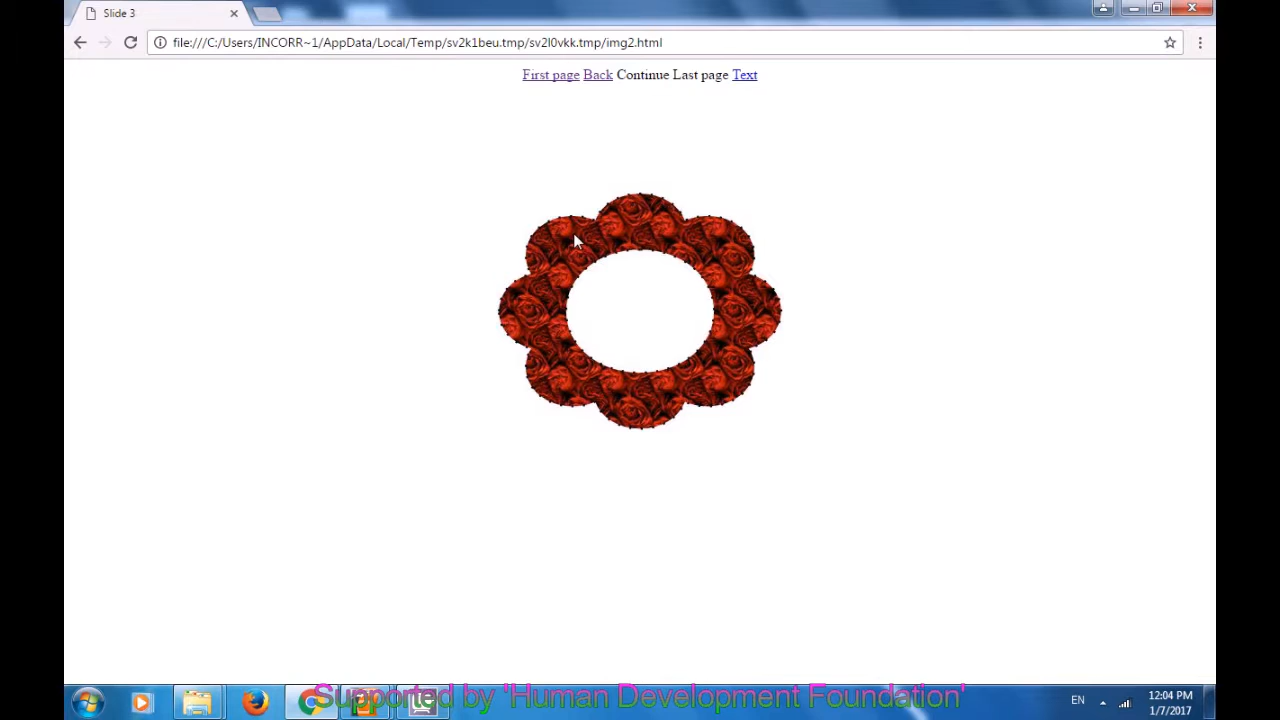 Slide 3
file:///C:/Users/INCORR~1/AppData/Local/Temp/sv2k1beu.tmp/sv2l0vkk.tmp/img2.html
First page Back Continue Last page Text
Supported by 'Human Development Foundation'
EN
12:04 PM
1/7/2017